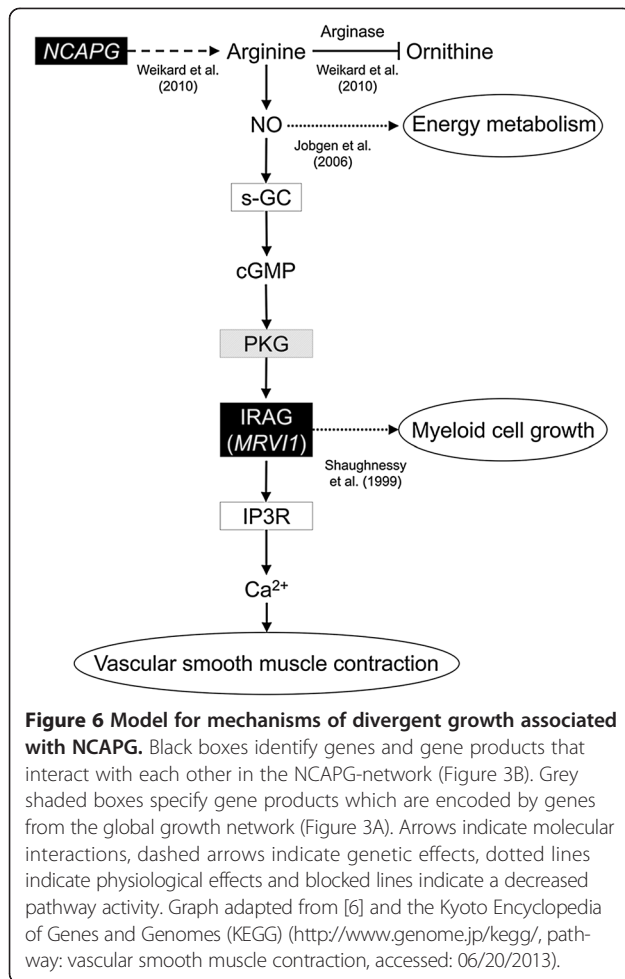 NCAPG
Arginine
Arginase
Ornithine
Weikard et al.
(2010)
Weikard et al.
(2010)
NO
Energy metabolism
Jobgen et al.
(2006)
s-GC
cGMP
PKG
IRAG
(MRVI1)
Myeloid cell growth
Shaughnessy
et al. (1999)
IP3R
Ca²⁺
Vascular smooth muscle contraction
Figure 6 Model for mechanisms of divergent growth associated
with NCAPG. Black boxes identify genes and gene products that
interact with each other in the NCAPG-network (Figure 3B). Grey
shaded boxes specify gene products which are encoded by genes
from the global growth network (Figure 3A). Arrows indicate molecular
interactions, dashed arrows indicate genetic effects, dotted lines
indicate physiological effects and blocked lines indicate a decreased
pathway activity. Graph adapted from [6] and the Kyoto Encyclopedia
of Genes and Genomes (KEGG) (http://www.genome.jp/kegg/, path-
way: vascular smooth muscle contraction, accessed: 06/20/2013).